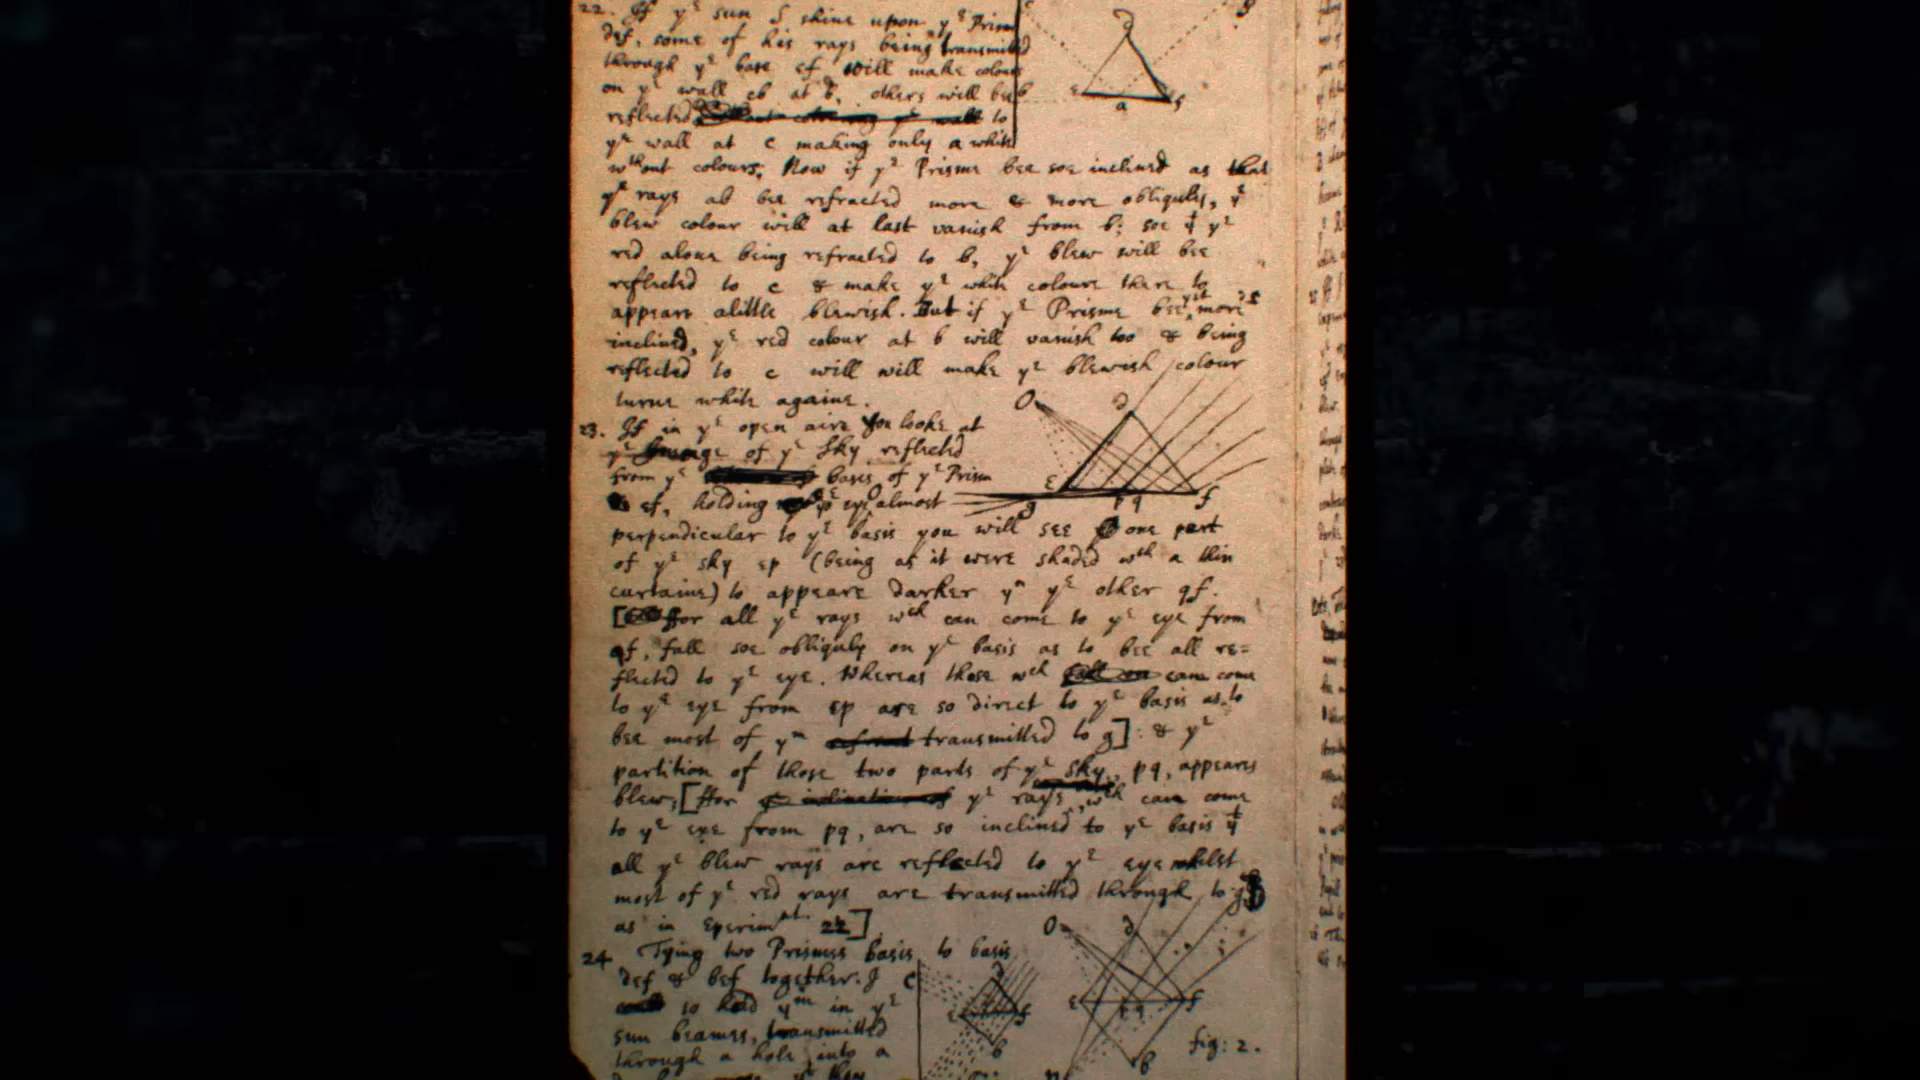 22. If yᵉ sun S shine upon yᵉ Prism
def, some of his rays being transmitted
through yᵉ base ef will make colours
on yᵉ wall cb at b, others will bee
reflected to
yᵉ wall at c making only a white
wᵗʰout colours. Now if yᵉ Prisme bee soe inclined as that
yᵉ rays ab bee refracted more & more obliquely, yᵉ
blew colour will at last vanish from b; soe yᵗ yᵉ
red alone being refracted to b, yᵉ blew will bee
reflected to c & make yᵉ white colour there to
appeare alittle blewish. But if yᵉ Prisme bee yet more
inclined, yᵉ red colour at b will vanish too & being
reflected to c will will make yᵉ blewish colour
turne white againe.
23. If in yᵉ open aire you looke at
yᵉ Image of yᵉ Sky reflected
from yᵉ basis of yᵉ Prism
ef, holding yᵉ eye O almost
perpendicular to yᵉ basis you will see one part
of yᵉ sky ep (being as it were shaded wᵗʰ a thin
curtaine) to appeare darker yⁿ yᵉ other qf.
[ffor all yᵉ rays wᶜʰ can come to yᵉ eye from
qf, fall soe obliquly on yᵉ basis as to bee all re=
flected to yᵉ eye. Whereas those wᶜʰ can come
to yᵉ eye from ep are so direct to yᵉ basis as to
bee most of yᵐ transmitted to g]: & yᵉ
partition of those two parts of yᵉ sky, pq, appears
blew, [ffor yᵉ rays wᶜʰ can come
to yᵉ eye from pq, are so inclined to yᵉ basis yᵗ
all yᵉ blew rays are reflected to yᵉ eye whilst
most of yᵉ red rays are transmitted through to g
as in Eperimᵃᵗ 22]
24 Tying two Prismes basis to basis
def & bef together. I
so held yᵐ in yᵉ
sun beames, transmitted
through a hole into a
fig: 2.